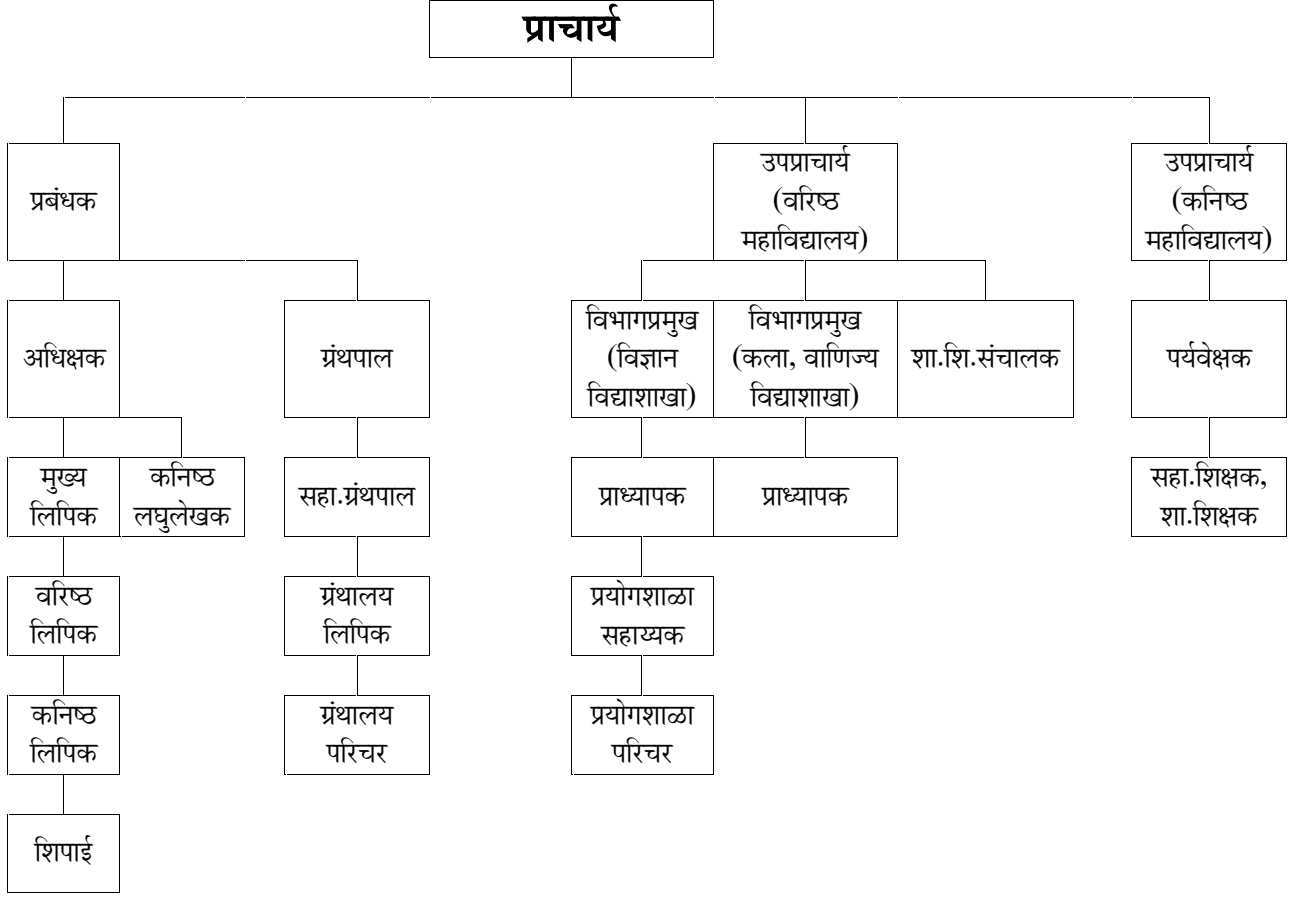 प्राचार्य
प्रबंधक
उपप्राचार्य
(वरिष्ठ
महाविद्यालय)
उपप्राचार्य
(कनिष्ठ
महाविद्यालय)
अधिक्षक
ग्रंथपाल
विभागप्रमुख
(विज्ञान
विद्याशाखा)
विभागप्रमुख
(कला, वाणिज्य
विद्याशाखा)
शा.शि.संचालक
पर्यवेक्षक
मुख्य
लिपिक
कनिष्ठ
लघुलेखक
सहा.ग्रंथपाल
प्राध्यापक
प्राध्यापक
सहा.शिक्षक,
शा.शिक्षक
वरिष्ठ
लिपिक
ग्रंथालय
लिपिक
प्रयोगशाळा
सहाय्यक
कनिष्ठ
लिपिक
ग्रंथालय
परिचर
प्रयोगशाळा
परिचर
शिपाई